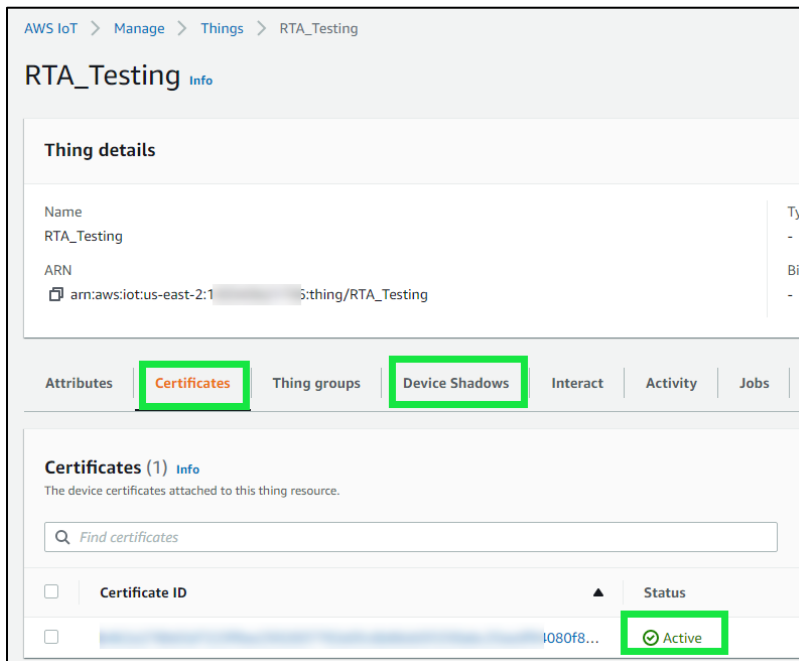 AWS IoT > Manage > Things > RTA_Testing
RTA_Testing Info
Thing details
Name
RTA_Testing
Ty
-
ARN
arn:aws:iot:us-east-2:1 :thing/RTA_Testing
Bi
-
Attributes Certificates Thing groups Device Shadows Interact Activity Jobs
Certificates (1) Info
The device certificates attached to this thing resource.
Find certificates
Certificate ID Status
4080f8... Active